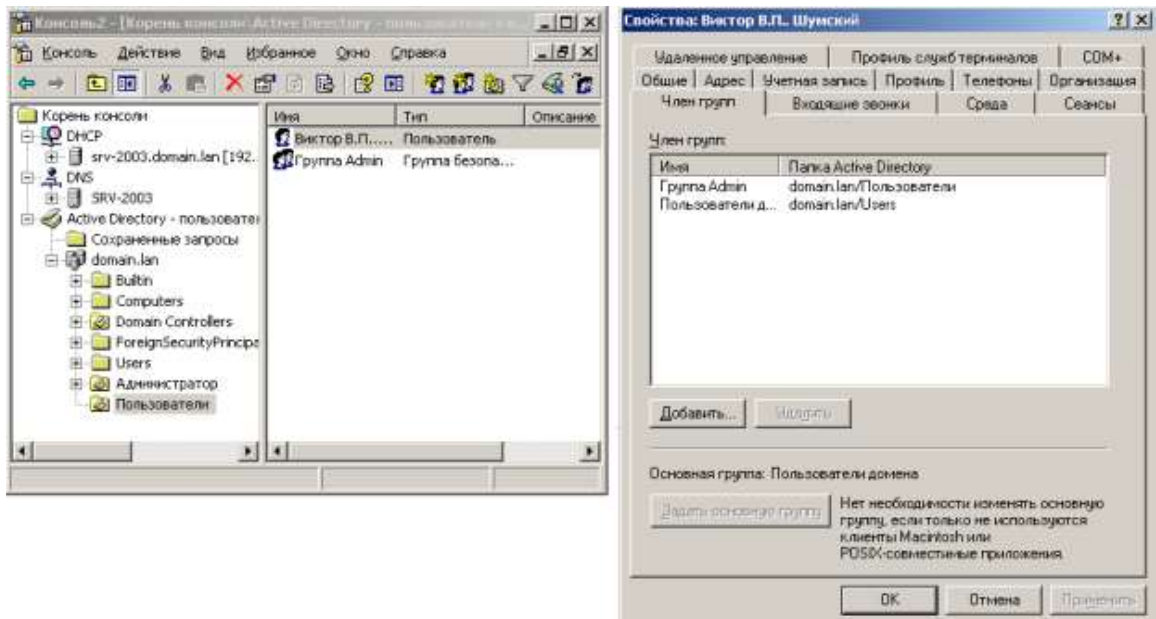 Консоль2 - [Корень консоли\Active Directory -
Консоль Действие Вид Избранное Окно Справка
Корень консоли
DHCP
srv-2003.domain.lan [192.
DNS
SRV-2003
Active Directory - пользовател
Сохраненные запросы
domain.lan
Builtin
Computers
Domain Controllers
ForeignSecurityPrincipa
Users
Администратор
Пользователи
Имя Тип Описание
Виктор В.П..... Пользователь
Группа Admin Группа безопа...
Свойства: Виктор В.П.. Шумский
Удаленное управление Профиль служб терминалов COM+
Общие Адрес Учетная запись Профиль Телефоны Организация
Член групп Входящие звонки Среда Сеансы
Член групп:
Имя Папка Active Directory
Группа Admin domain.lan/Пользователи
Пользователи д... domain.lan/Users
Добавить... Удалить
Основная группа: Пользователи домена
Задать основную группу
Нет необходимости изменять основную
группу, если только не используются
клиенты Macintosh или
POSIX-совместимые приложения.
OK Отмена Применить